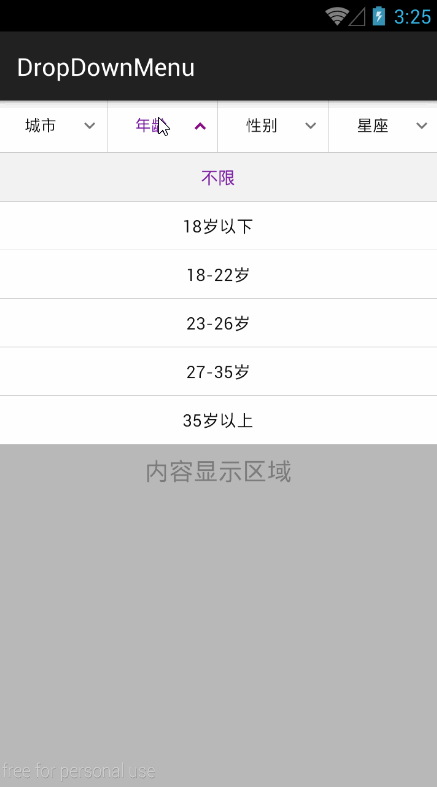 3:25
DropDownMenu
城市 年龄 性别 星座
不限
18岁以下
18-22岁
23-26岁
27-35岁
35岁以上
内容显示区域
free for personal use